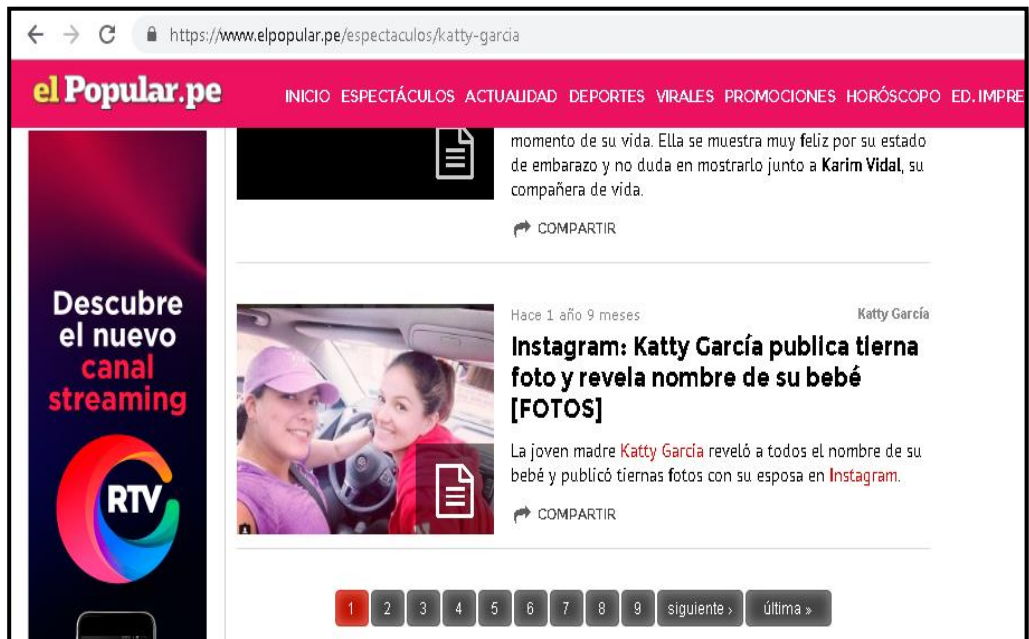 https://www.elpopular.pe/espectaculos/katty-garcia
el Popular.pe
INICIO ESPECTÁCULOS ACTUALIDAD DEPORTES VIRALES PROMOCIONES HORÓSCOPO ED. IMPRE
momento de su vida. Ella se muestra muy feliz por su estado
de embarazo y no duda en mostrarlo junto a Karim Vidal, su
compañera de vida.
COMPARTIR
Descubre
el nuevo
canal
streaming
RTV
Hace 1 año 9 meses
Katty García
Instagram: Katty García publica tierna
foto y revela nombre de su bebé
[FOTOS]
La joven madre Katty García reveló a todos el nombre de su
bebé y publicó tiernas fotos con su esposa en Instagram.
COMPARTIR
1 2 3 4 5 6 7 8 9 siguiente › última »